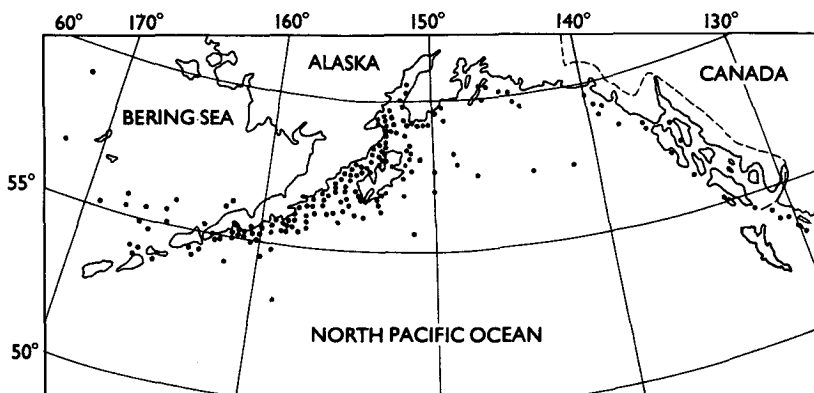 60° 170° 160° 150° 140° 130°
ALASKA
CANADA
BERING SEA
55°
NORTH PACIFIC OCEAN
50°